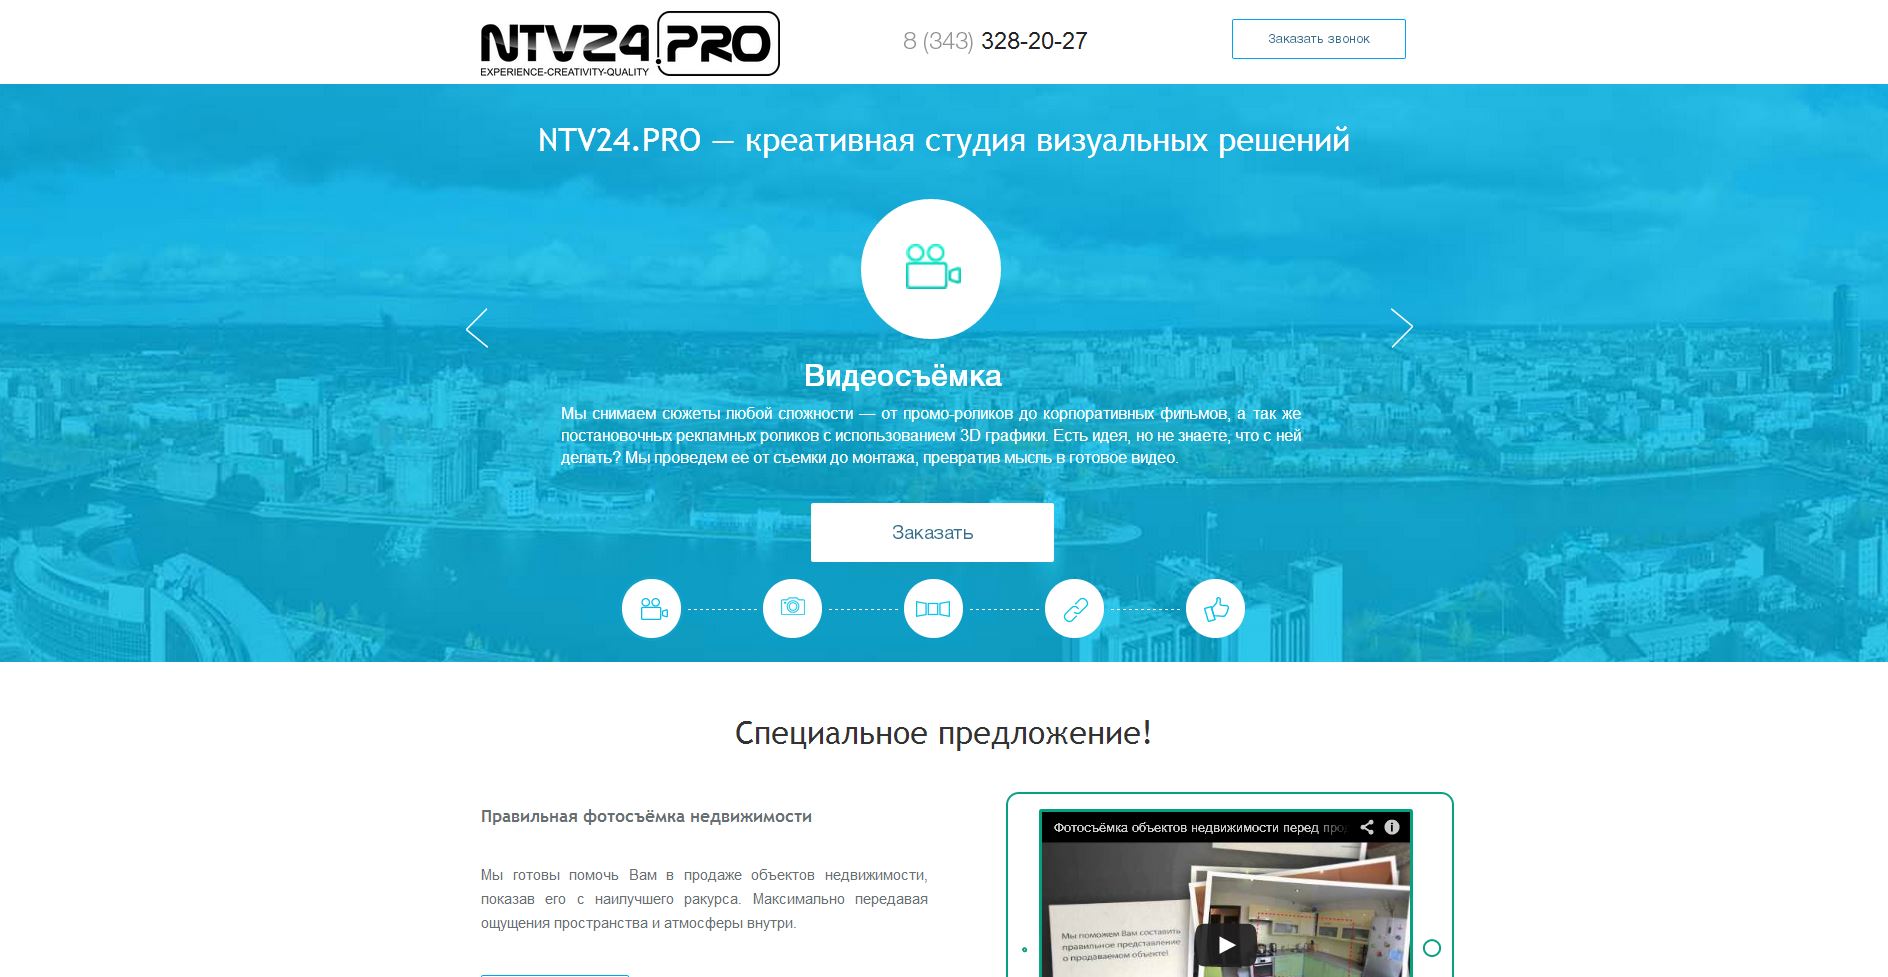 NTV24.PRO
EXPERIENCE-CREATIVITY-QUALITY
8 (343) 328-20-27
Заказать звонок
NTV24.PRO — креативная студия визуальных решений
Видеосъёмка
Мы снимаем сюжеты любой сложности — от промо-роликов до корпоративных фильмов, а так же
постановочных рекламных роликов с использованием 3D графики. Есть идея, но не знаете, что с ней
делать? Мы проведем ее от съемки до монтажа, превратив мысль в готовое видео.
Заказать
Специальное предложение!
Правильная фотосъёмка недвижимости
Мы готовы помочь Вам в продаже объектов недвижимости,
показав его с наилучшего ракурса. Максимально передавая
ощущения пространства и атмосферы внутри.
Фотосъёмка объектов недвижимости перед прод
Мы поможем Вам составить
правильное представление
о продаваемом объекте!